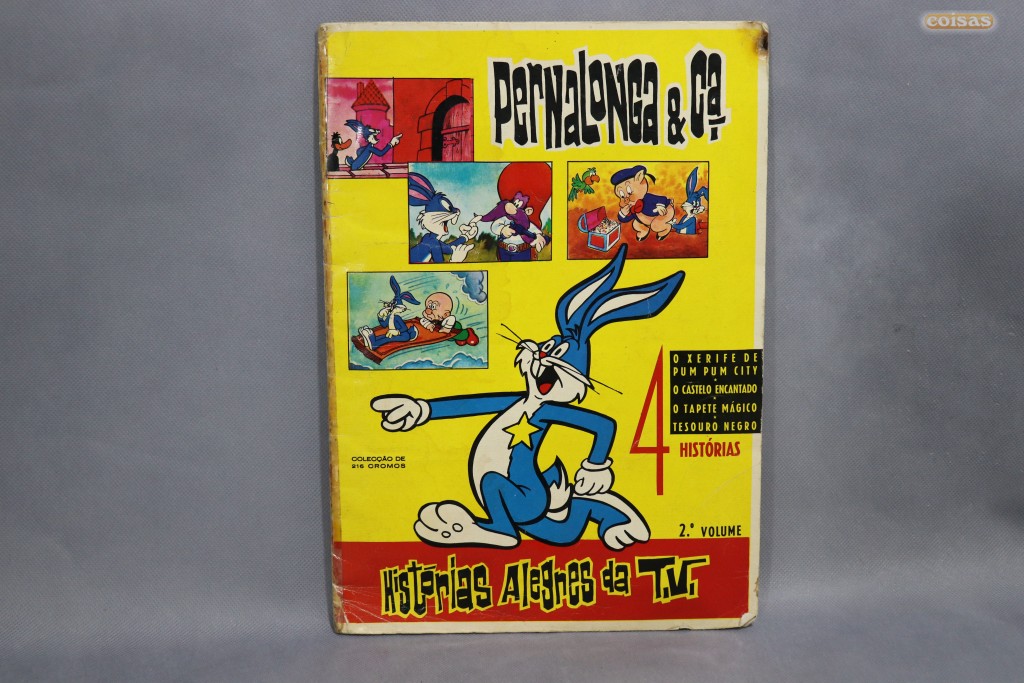 coisas
PERNALONGA & Cª
4
O XERIFE DE
PUM PUM CITY
O CASTELO ENCANTADO
O TAPETE MÁGICO
TESOURO NEGRO
HISTÓRIAS
COLECÇÃO DE
216 CROMOS
2.º VOLUME
Histórias Alegres da T.V.